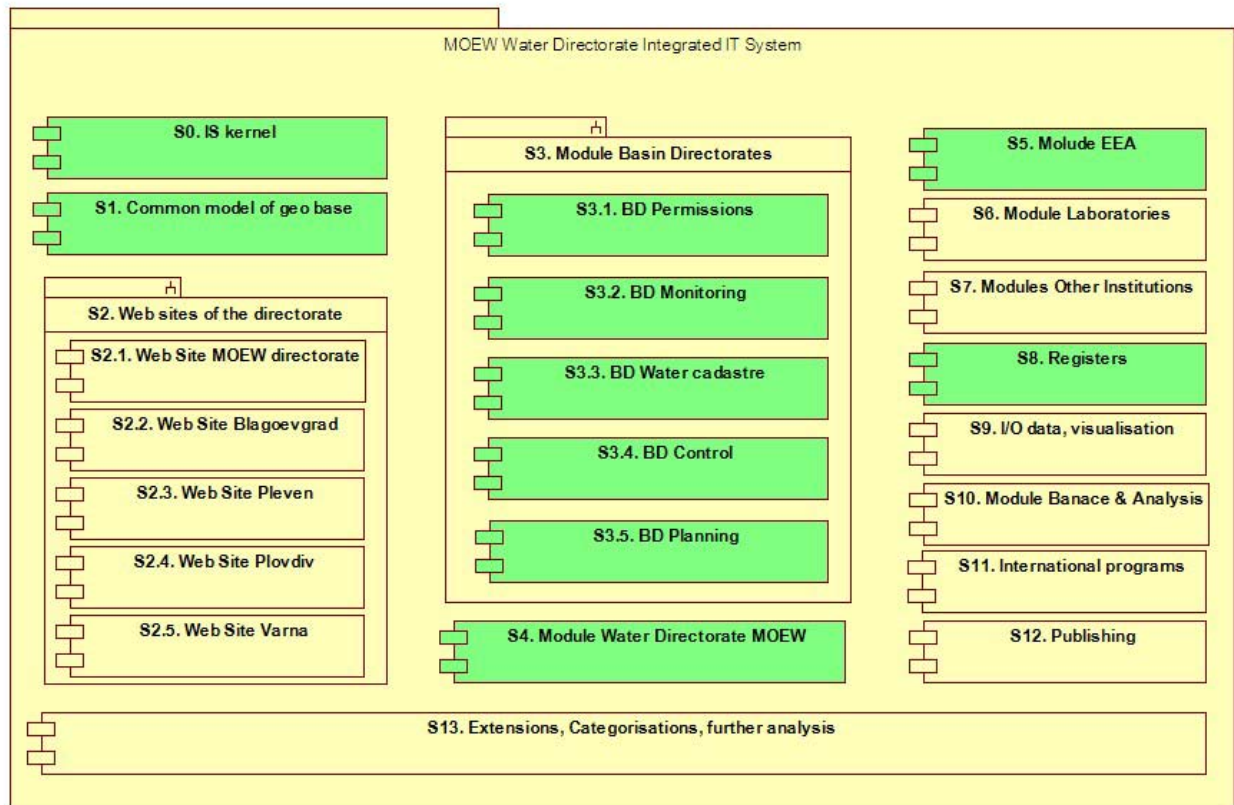 MOEW Water Directorate Integrated IT System
S0. IS kernel
S1. Common model of geo base
S2. Web sites of the directorate
S2.1. Web Site MOEW directorate
S2.2. Web Site Blagoevgrad
S2.3. Web Site Pleven
S2.4. Web Site Plovdiv
S2.5. Web Site Varna
S3. Module Basin Directorates
S3.1. BD Permissions
S3.2. BD Monitoring
S3.3. BD Water cadastre
S3.4. BD Control
S3.5. BD Planning
S4. Module Water Directorate MOEW
S5. Molude EEA
S6. Module Laboratories
S7. Modules Other Institutions
S8. Registers
S9. I/O data, visualisation
S10. Module Banace & Analysis
S11. International programs
S12. Publishing
S13. Extensions, Categorisations, further analysis